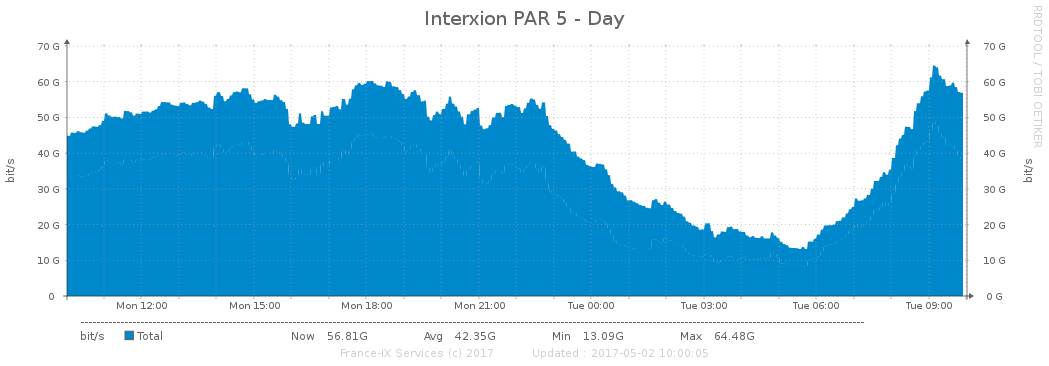 Interxion PAR 5 - Day
RRDTOOL / TOBI OETIKER
70 G 70 G
60 G 60 G
50 G 50 G
40 G 40 G
30 G 30 G
20 G 20 G
10 G 10 G
0 0 G
bit/s bit/s
Mon 12:00 Mon 15:00 Mon 18:00 Mon 21:00 Tue 00:00 Tue 03:00 Tue 06:00 Tue 09:00
bit/s Total Now 56.81G Avg 42.35G Min 13.09G Max 64.48G
France-IX Services (c) 2017 Updated : 2017-05-02 10:00:05